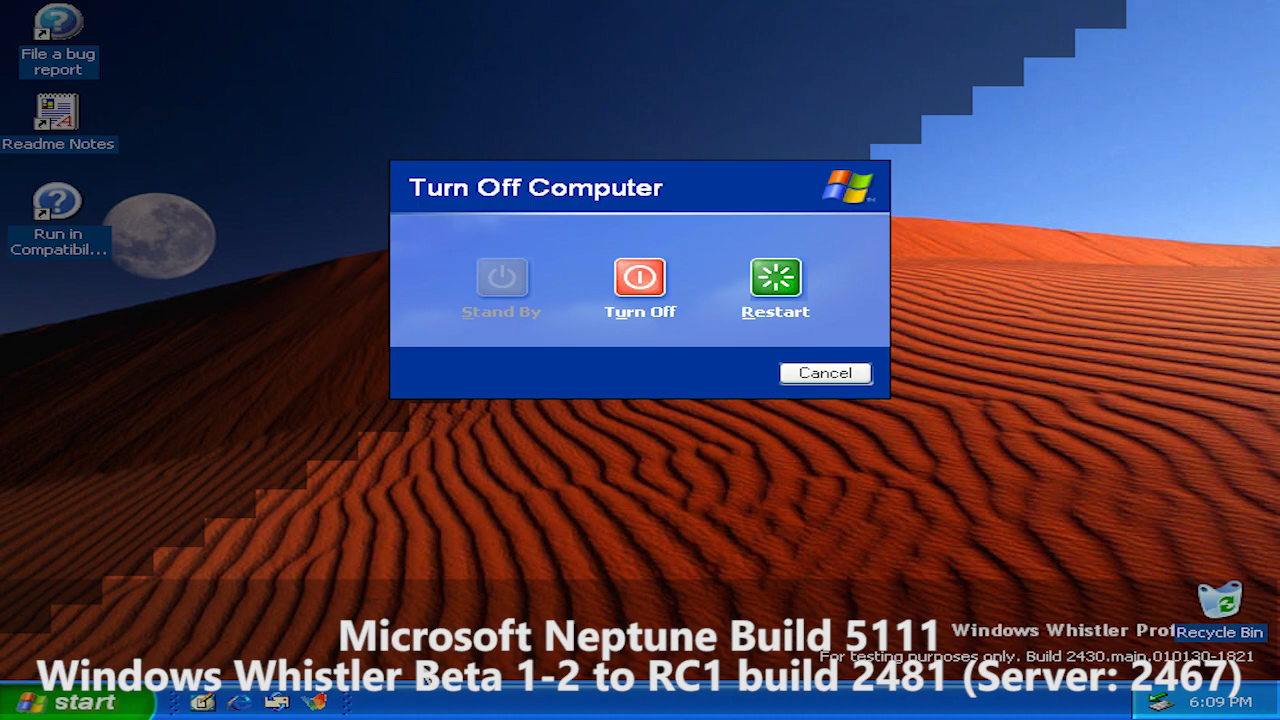 File a bug
report
Readme Notes
Run in
Compatibil...
Turn Off Computer
Stand By
Turn Off
Restart
Cancel
Microsoft Neptune Build 5111
Windows Whistler
Recycle Bin
For testing purposes only. Build 2430.main.010130-1821
Windows Whistler Beta 1-2 to RC1 build 2481 (Server: 2467)
start
6:09 PM